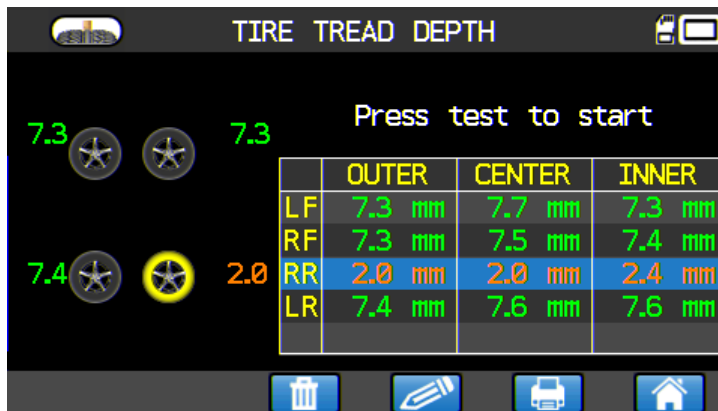 TIRE TREAD DEPTH
Press test to start
7.3 7.3
OUTER CENTER INNER
LF 7.3 mm 7.7 mm 7.3 mm
RF 7.3 mm 7.5 mm 7.4 mm
7.4 2.0
RR 2.0 mm 2.0 mm 2.4 mm
LR 7.4 mm 7.6 mm 7.6 mm